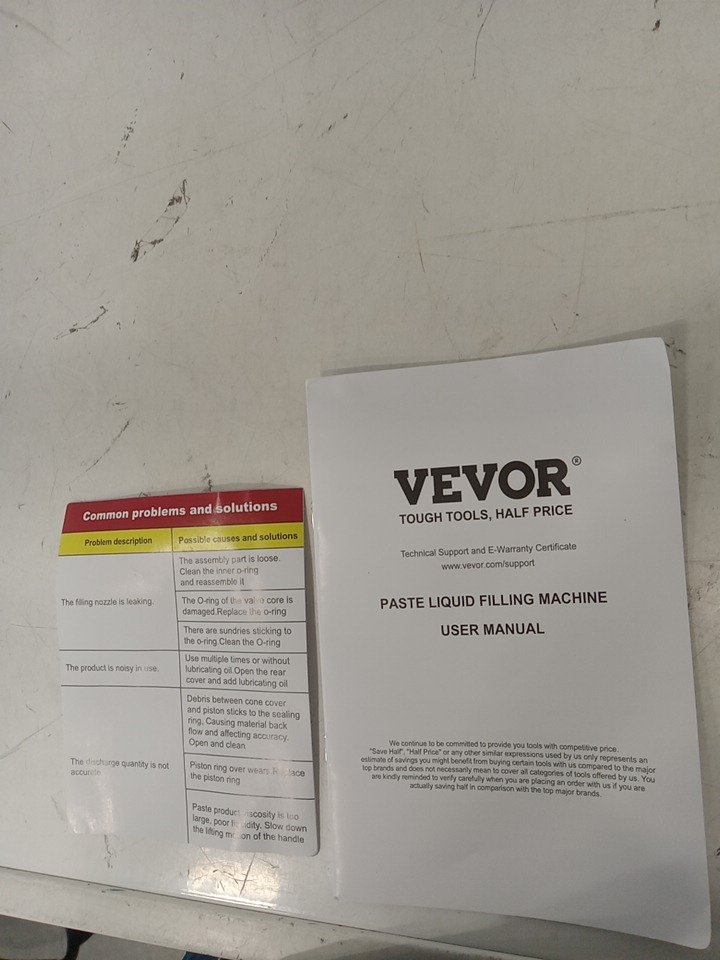 Common problems and solutions
Problem description
Possible causes and solutions
The filling nozzle is leaking.
The assembly part is loose.
Clean the inner o-ring
and reassemble it
The O-ring of the valve core is
damaged.Replace the o-ring
There are sundries sticking to
the o-ring.Clean the O-ring
The product is noisy in use.
Use multiple times or without
lubricating oil.Open the rear
cover and add lubricating oil
The discharge quantity is not
accurate
Debris between cone cover
and piston sticks to the sealing
ring, Causing material back
flow and affecting accuracy.
Open and clean
Piston ring over wears. Replace
the piston ring
Paste product viscosity is too
large, poor liquidity. Slow down
the lifting motion of the handle
VEVOR®
TOUGH TOOLS, HALF PRICE
Technical Support and E-Warranty Certificate
www.vevor.com/support
PASTE LIQUID FILLING MACHINE
USER MANUAL
We continue to be committed to provide you tools with competitive price.
"Save Half", "Half Price" or any other similar expressions used by us only represents an
estimate of savings you might benefit from buying certain tools with us compared to the major
top brands and does not necessarily mean to cover all categories of tools offered by us. You
are kindly reminded to verify carefully when you are placing an order with us if you are
actually saving half in comparison with the top major brands.